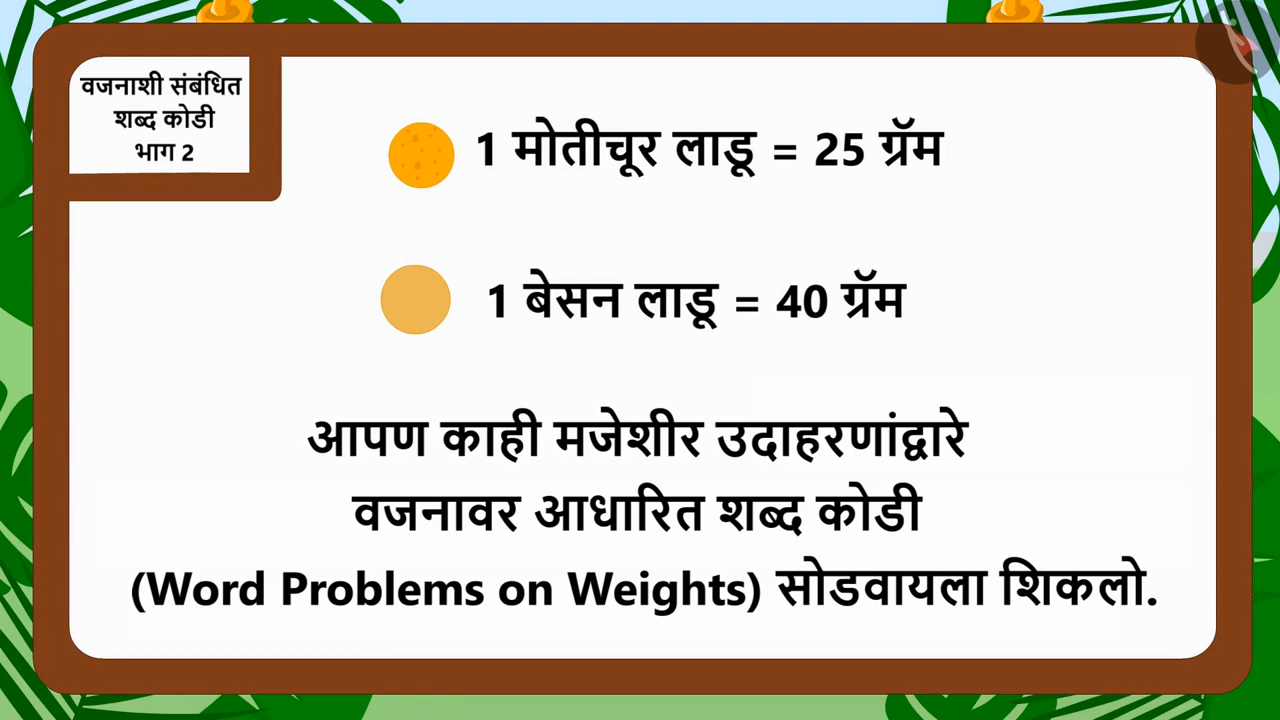 वजनाशी संबंधित
शब्द कोडी
भाग 2
1 मोतीचूर लाडू = 25 ग्रॅम
1 बेसन लाडू = 40 ग्रॅम
आपण काही मजेशीर उदाहरणांद्वारे
वजनावर आधारित शब्द कोडी
(Word Problems on Weights) सोडवायला शिकलो.